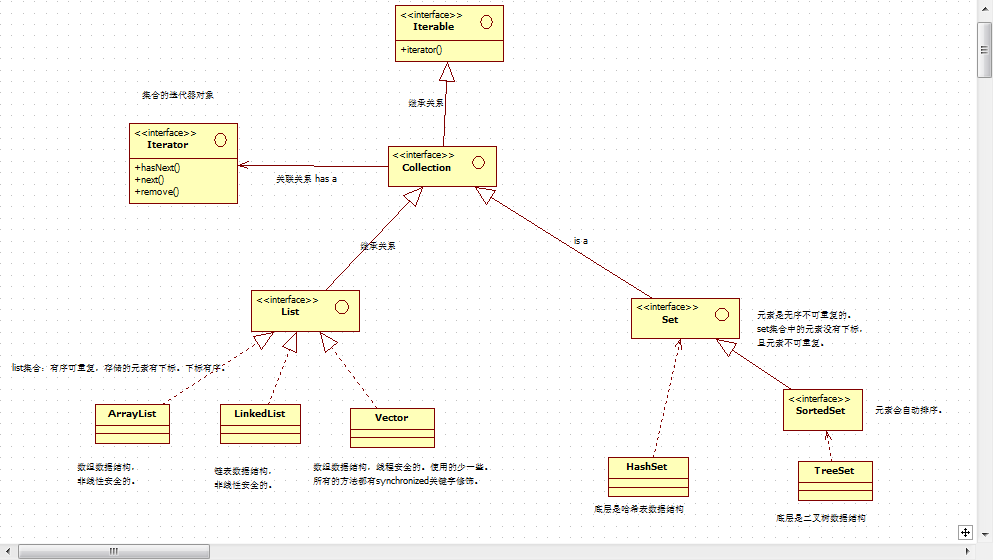 <<interface>>
Iterable
+iterator()
继承关系
集合的迭代器对象
<<interface>>
Iterator
+hasNext()
+next()
+remove()
关联关系 has a
<<interface>>
Collection
继承关系
is a
<<interface>>
List
<<interface>>
Set
元素是无序不可重复的。
set集合中的元素没有下标，
且元素不可重复。
list集合：有序可重复，存储的元素有下标。下标有序。
<<interface>>
SortedSet
元素会自动排序。
ArrayList
LinkedList
Vector
数组数据结构，
非线性安全的。
链表数据结构，
非线性安全的。
数组数据结构，线程安全的。使用的少一些。
所有的方法都有synchronized关键字修饰。
HashSet
底层是哈希表数据结构
TreeSet
底层是二叉树数据结构